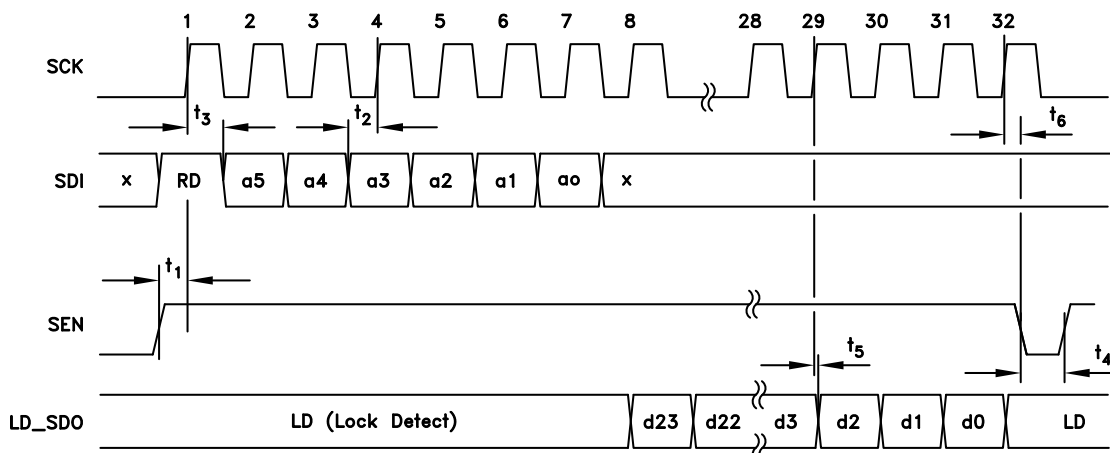 1 2 3 4 5 6 7 8 28 29 30 31 32
SCK
t3 t2 t6
SDI x RD a5 a4 a3 a2 a1 ao x
t1
SEN
t5 t4
LD_SDO LD (Lock Detect) d23 d22 d3 d2 d1 d0 LD